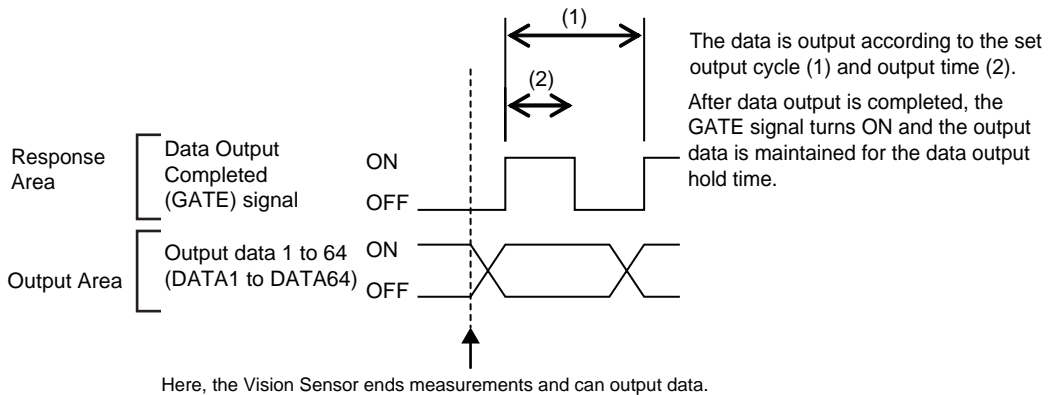 (1)
(2)
The data is output according to the set
output cycle (1) and output time (2).
After data output is completed, the
GATE signal turns ON and the output
data is maintained for the data output
hold time.
Response
Area
Data Output
Completed
(GATE) signal
ON
OFF
Output Area
Output data 1 to 64
(DATA1 to DATA64)
ON
OFF
Here, the Vision Sensor ends measurements and can output data.